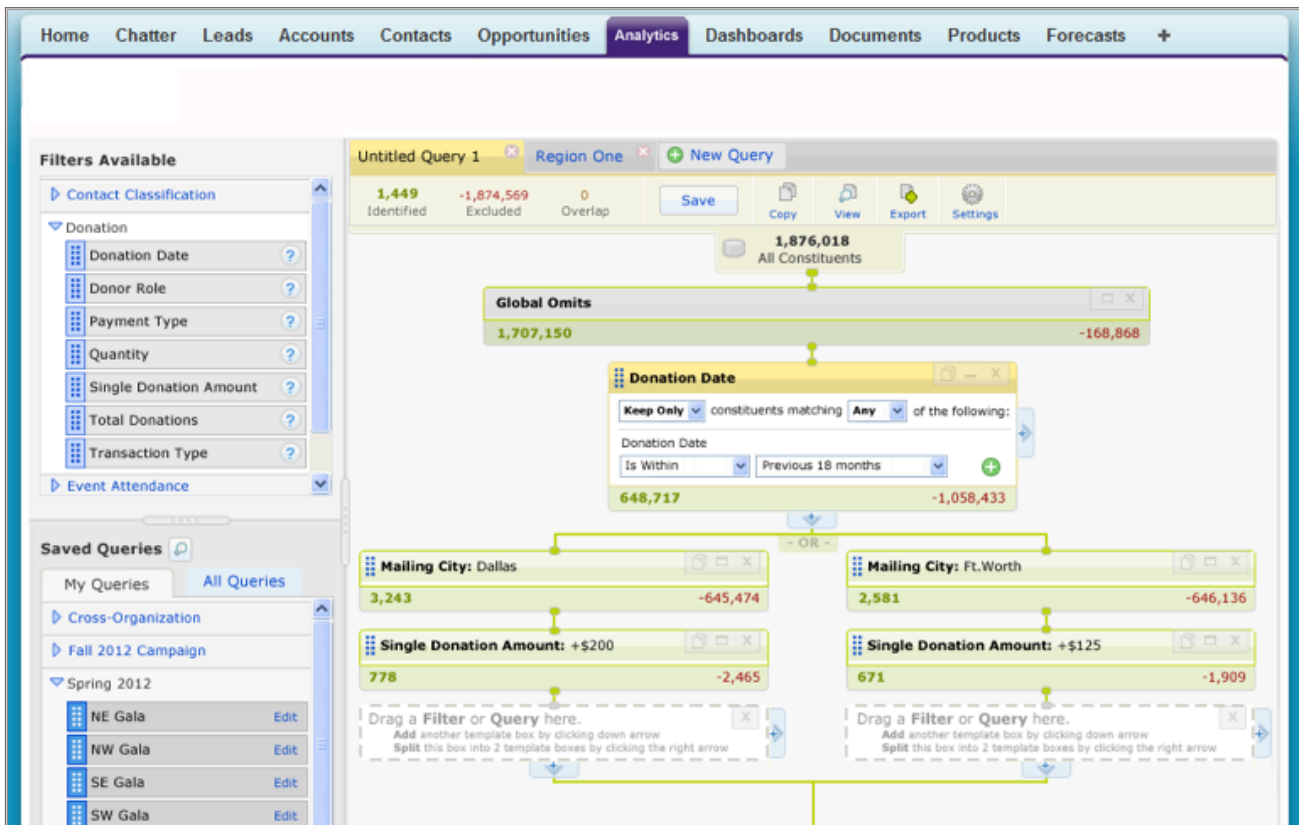 Home Chatter Leads Accounts Contacts Opportunities Analytics Dashboards Documents Products Forecasts +
Filters Available
Contact Classification
Donation
Donation Date ?
Donor Role ?
Payment Type ?
Quantity ?
Single Donation Amount ?
Total Donations ?
Transaction Type ?
Event Attendance
Saved Queries
My Queries All Queries
Cross-Organization
Fall 2012 Campaign
Spring 2012
NE Gala Edit
NW Gala Edit
SE Gala Edit
SW Gala Edit
Untitled Query 1 Region One New Query
1,449 -1,874,569 0
Identified Excluded Overlap
Save Copy View Export Settings
1,876,018
All Constituents
Global Omits
1,707,150 -168,868
Donation Date
Keep Only constituents matching Any of the following:
Donation Date
Is Within Previous 18 months
648,717 -1,058,433
- OR -
Mailing City: Dallas
3,243 -645,474
Single Donation Amount: +$200
778 -2,465
Drag a Filter or Query here.
Add another template box by clicking down arrow
Split this box into 2 template boxes by clicking the right arrow
Mailing City: Ft.Worth
2,581 -646,136
Single Donation Amount: +$125
671 -1,909
Drag a Filter or Query here.
Add another template box by clicking down arrow
Split this box into 2 template boxes by clicking the right arrow